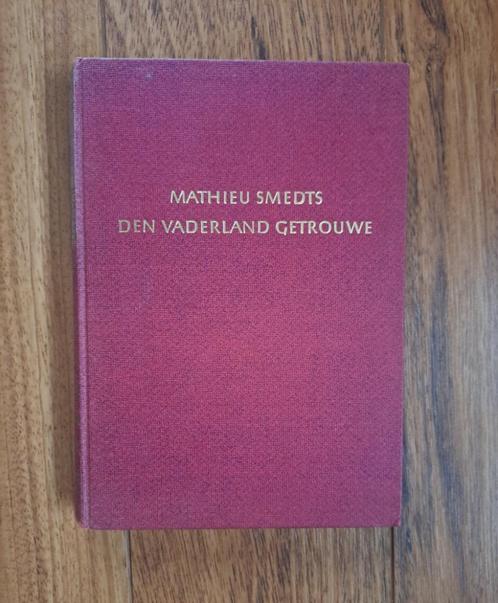 MATHIEU SMEDTS
DEN VADERLAND GETROUWE